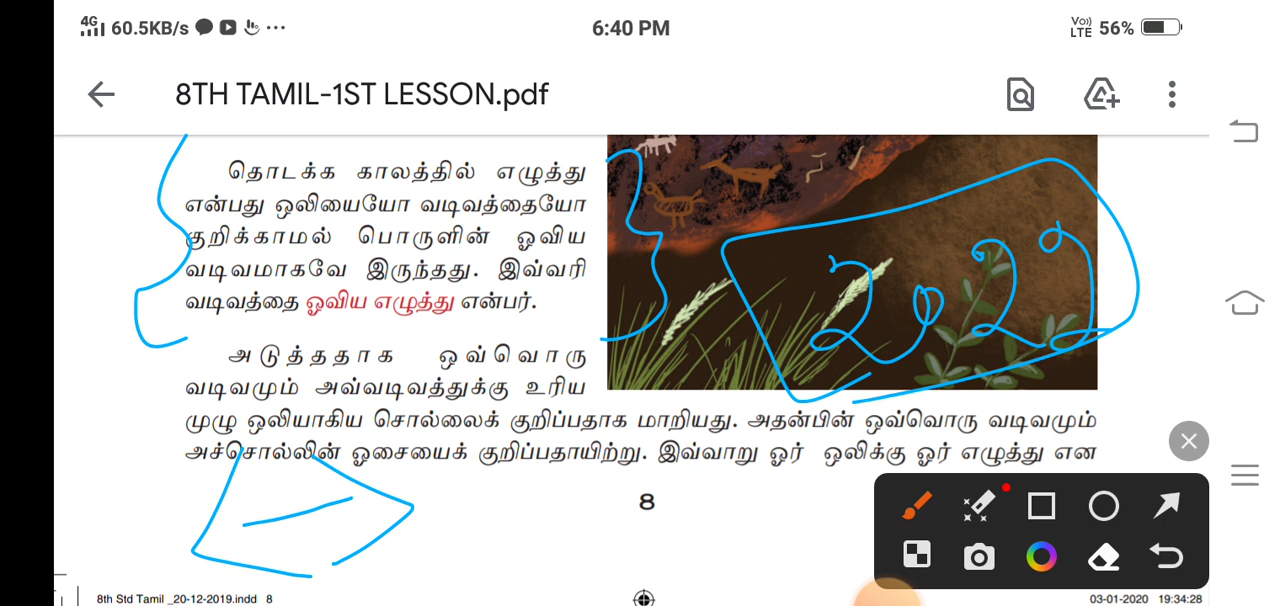 4G 60.5KB/s ... 6:40 PM Vo)) LTE 56%
8TH TAMIL-1ST LESSON.pdf
தொடக்க காலத்தில் எழுத்து
என்பது ஒலியையோ வடிவத்தையோ
குறிக்காமல் பொருளின் ஓவிய
வடிவமாகவே இருந்தது. இவ்வரி
வடிவத்தை ஓவிய எழுத்து என்பர்.
அடுத்ததாக ஒவ்வொரு
வடிவமும் அவ்வடிவத்துக்கு உரிய
முழு ஒலியாகிய சொல்லைக் குறிப்பதாக மாறியது. அதன்பின் ஒவ்வொரு வடிவமும்
அச்சொல்லின் ஓசையைக் குறிப்பதாயிற்று. இவ்வாறு ஓர் ஒலிக்கு ஓர் எழுத்து என
8
8th Std Tamil _20-12-2019.indd 8 03-01-2020 19:34:28